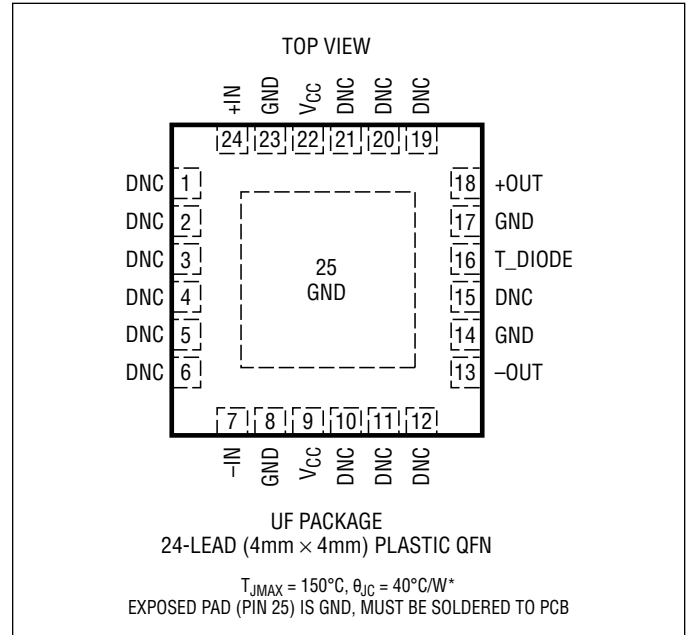 TOP VIEW
+IN GND VCC DNC DNC DNC
24 23 22 21 20 19
DNC 1
DNC 2
DNC 3
DNC 4
DNC 5
DNC 6
25
GND
18 +OUT
17 GND
16 T_DIODE
15 DNC
14 GND
13 –OUT
7 8 9 10 11 12
–IN GND VCC DNC DNC DNC
UF PACKAGE
24-LEAD (4mm × 4mm) PLASTIC QFN
TJMAX = 150°C, θJC = 40°C/W*
EXPOSED PAD (PIN 25) IS GND, MUST BE SOLDERED TO PCB